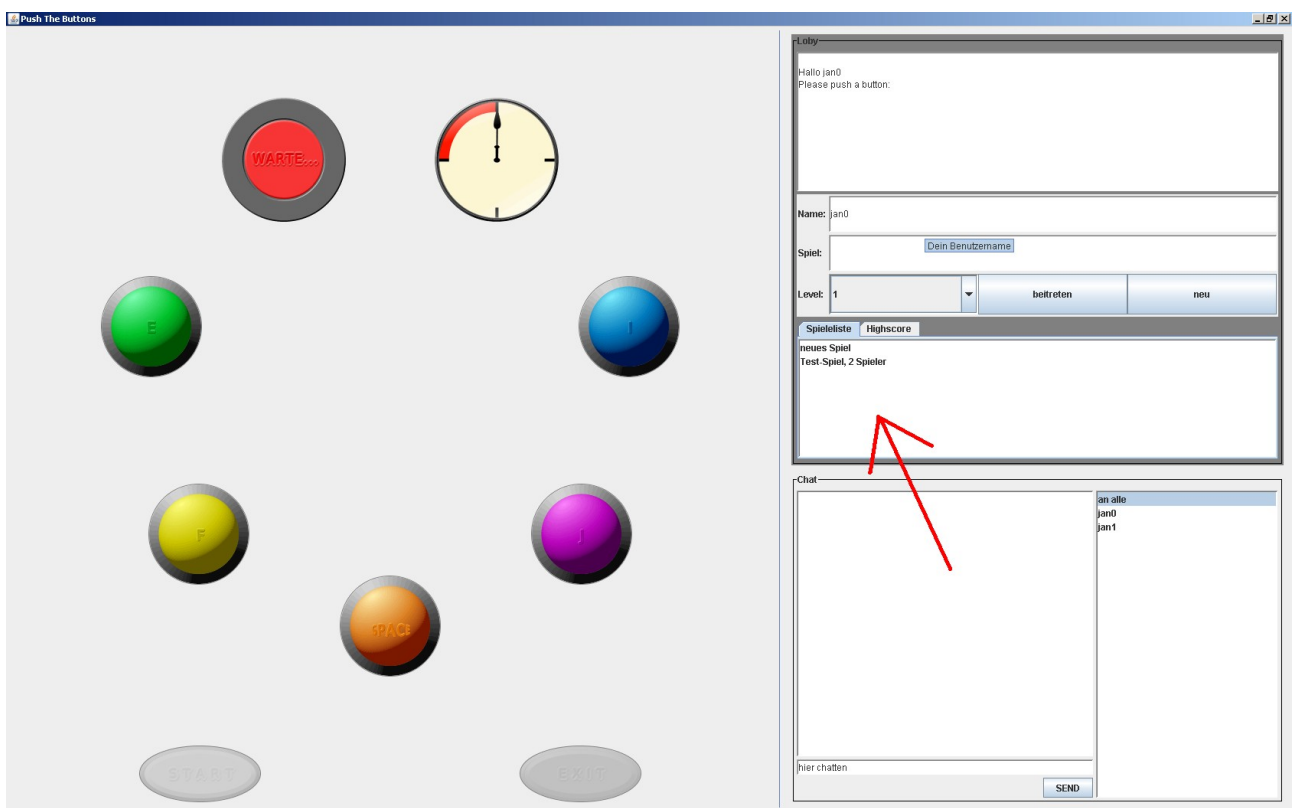 Push The Buttons
WARTE...
E
I
F
J
SPACE
START
EXIT
Loby
Hallo jan0
Please push a button:
Name: jan0
Dein Benutzername
Spiel:
Level: 1 beitreten neu
Spieleliste Highscore
neues Spiel
Test-Spiel, 2 Spieler
Chat
an alle
jan0
jan1
hier chatten
SEND